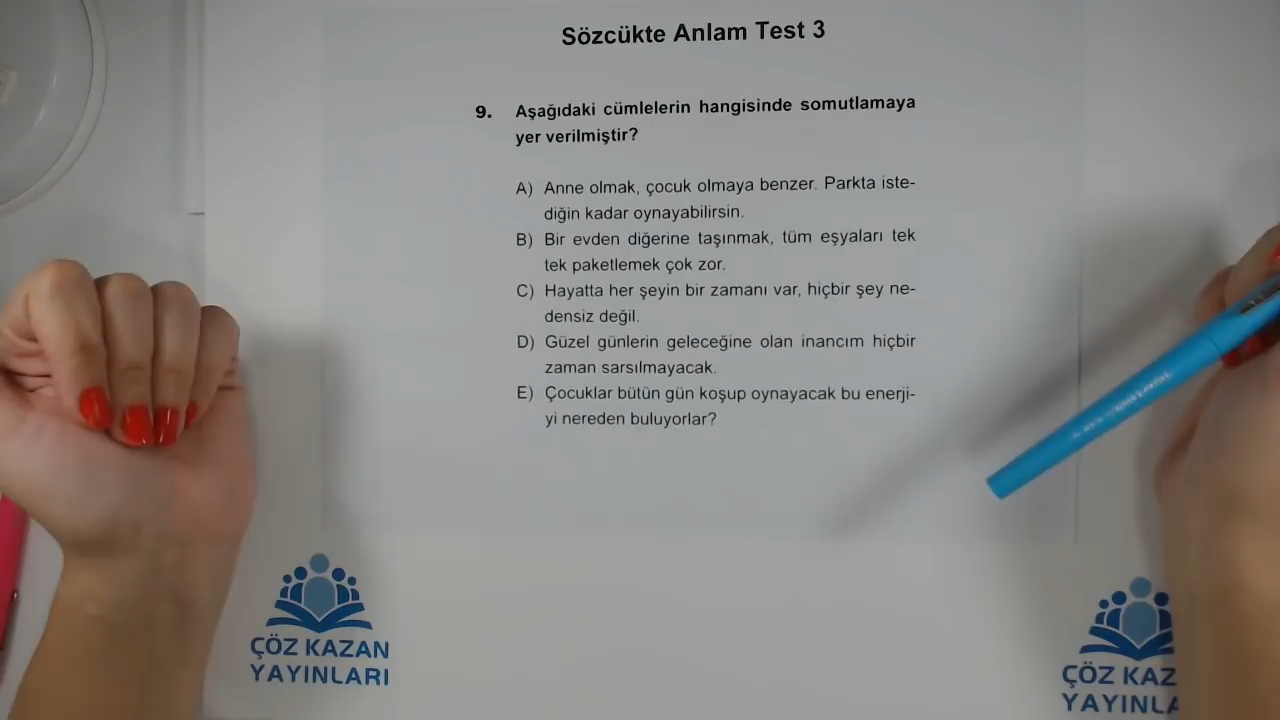 Sözcükte Anlam Test 3
9. Aşağıdaki cümlelerin hangisinde somutlamaya
yer verilmiştir?
A) Anne olmak, çocuk olmaya benzer. Parkta iste-
diğin kadar oynayabilirsin.
B) Bir evden diğerine taşınmak, tüm eşyaları tek
tek paketlemek çok zor.
C) Hayatta her şeyin bir zamanı var, hiçbir şey ne-
densiz değil.
D) Güzel günlerin geleceğine olan inancım hiçbir
zaman sarsılmayacak.
E) Çocuklar bütün gün koşup oynayacak bu enerji-
yi nereden buluyorlar?
ÇÖZ KAZAN
YAYINLARI
ÇÖZ KAZ
YAYINLA